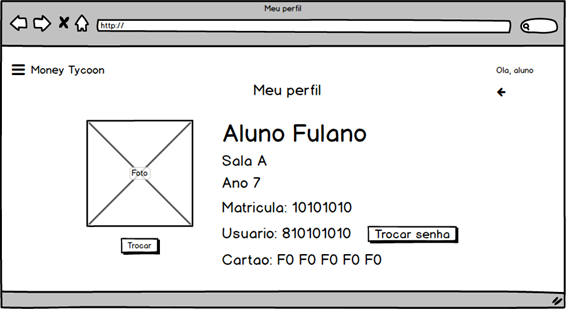 Meu perfil
http://
Money Tycoon
Ola, aluno
Meu perfil
Aluno Fulano
Sala A
Ano 7
Foto
Matricula: 10101010
Usuario: 810101010 Trocar senha
Trocar
Cartao: F0 F0 F0 F0 F0